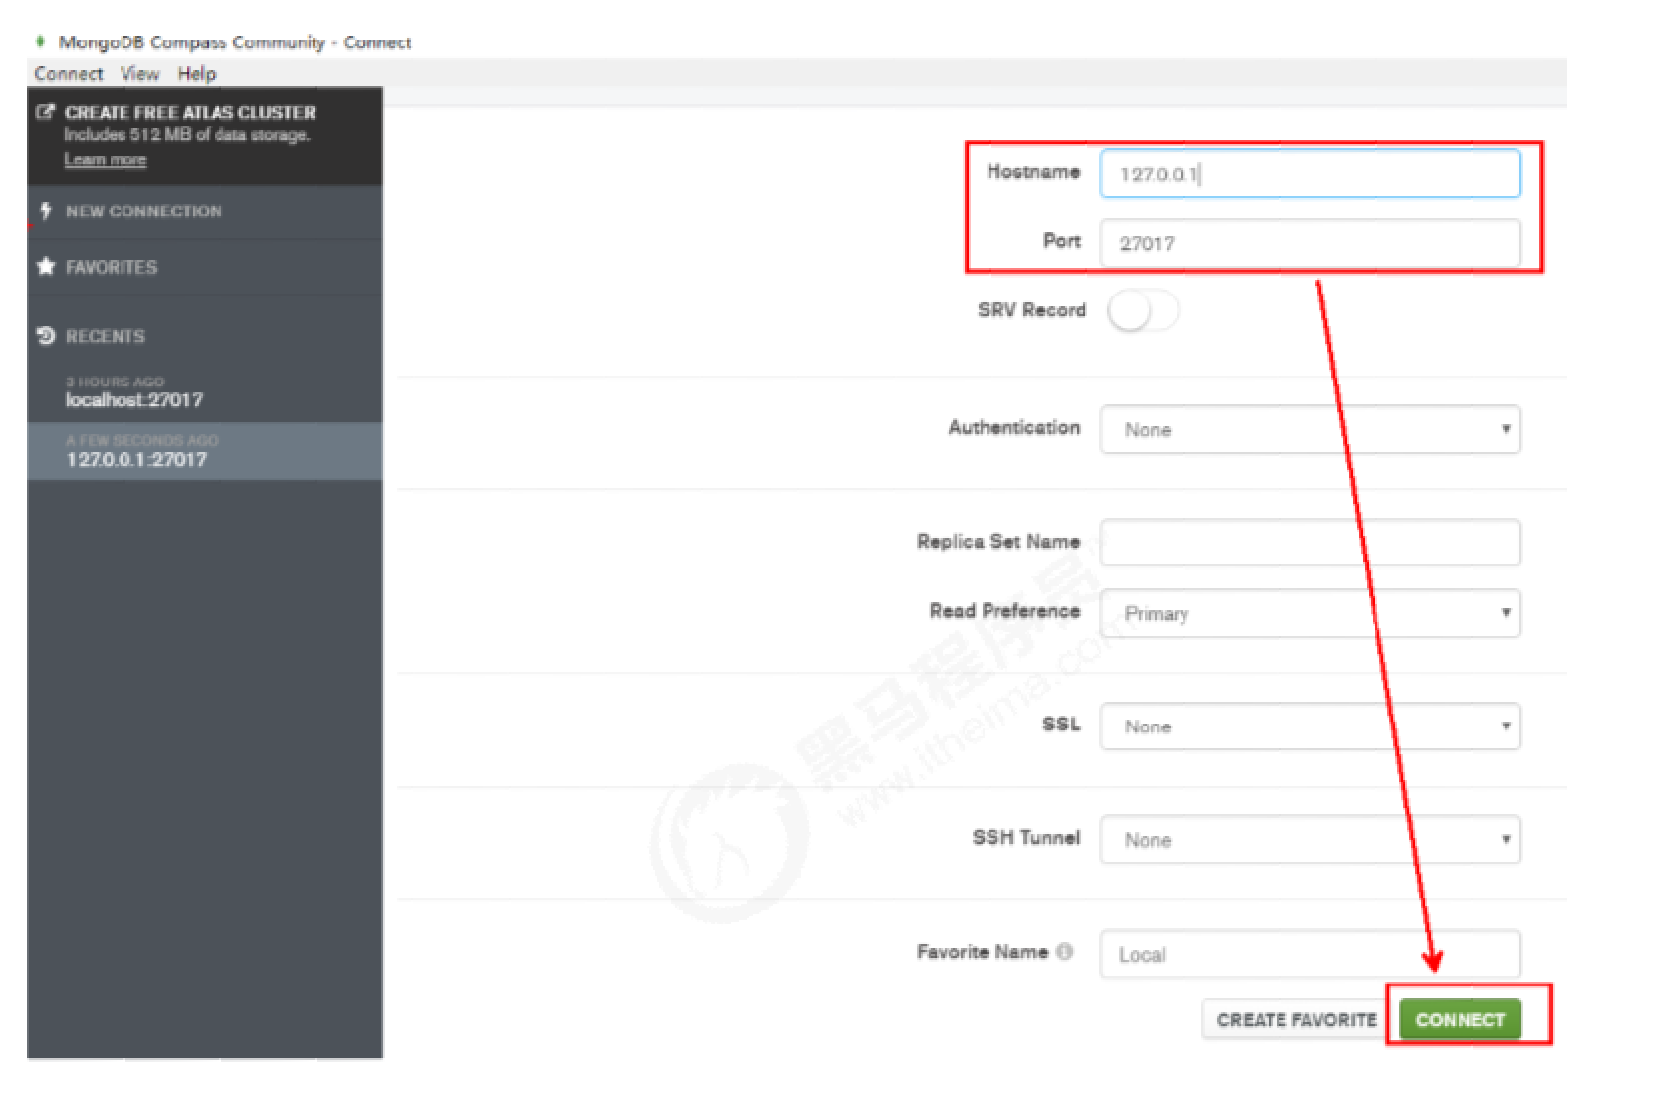 MongoDB Compass Community - Connect
Connect View Help
CREATE FREE ATLAS CLUSTER
Includes 512 MB of data storage.
Learn more
NEW CONNECTION
FAVORITES
RECENTS
3 HOURS AGO
localhost:27017
A FEW SECONDS AGO
127.0.0.1:27017
Hostname 127.0.0.1
Port 27017
SRV Record
Authentication None
Replica Set Name
Read Preference Primary
SSL None
SSH Tunnel None
Favorite Name Local
CREATE FAVORITE CONNECT
黑马程序员
www.itheima.com